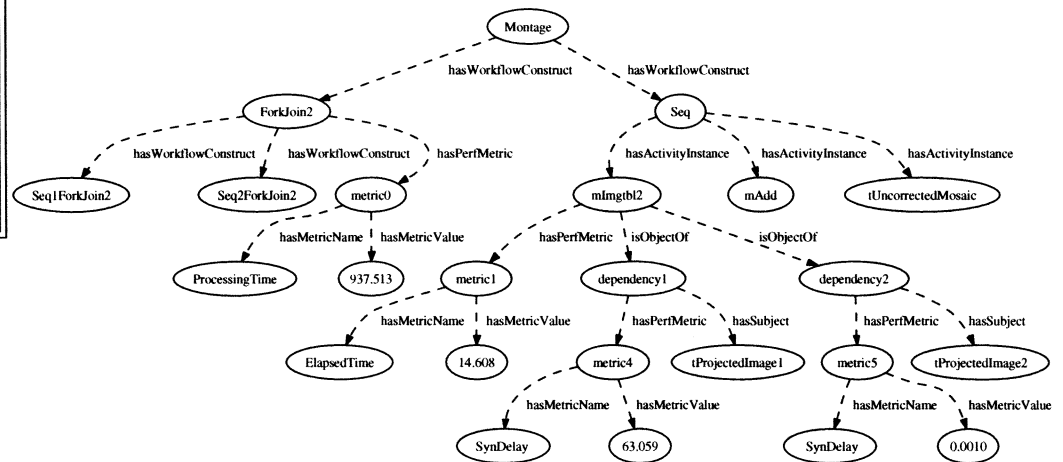 Montage
hasWorkflowConstruct hasWorkflowConstruct
ForkJoin2 Seq
hasWorkflowConstruct hasWorkflowConstruct hasPerfMetric hasActivityInstance hasActivityInstance hasActivityInstance
Seq1ForkJoin2 Seq2ForkJoin2 metric0 mImgtbl2 mAdd tUncorrectedMosaic
hasMetricName hasMetricValue hasPerfMetric isObjectOf isObjectOf
ProcessingTime 937.513 metric1 dependency1 dependency2
hasMetricName hasMetricValue hasPerfMetric hasSubject hasPerfMetric hasSubject
ElapsedTime 14.608 metric4 tProjectedImage1 metric5 tProjectedImage2
hasMetricName hasMetricValue hasMetricName hasMetricValue
SynDelay 63.059 SynDelay 0.0010